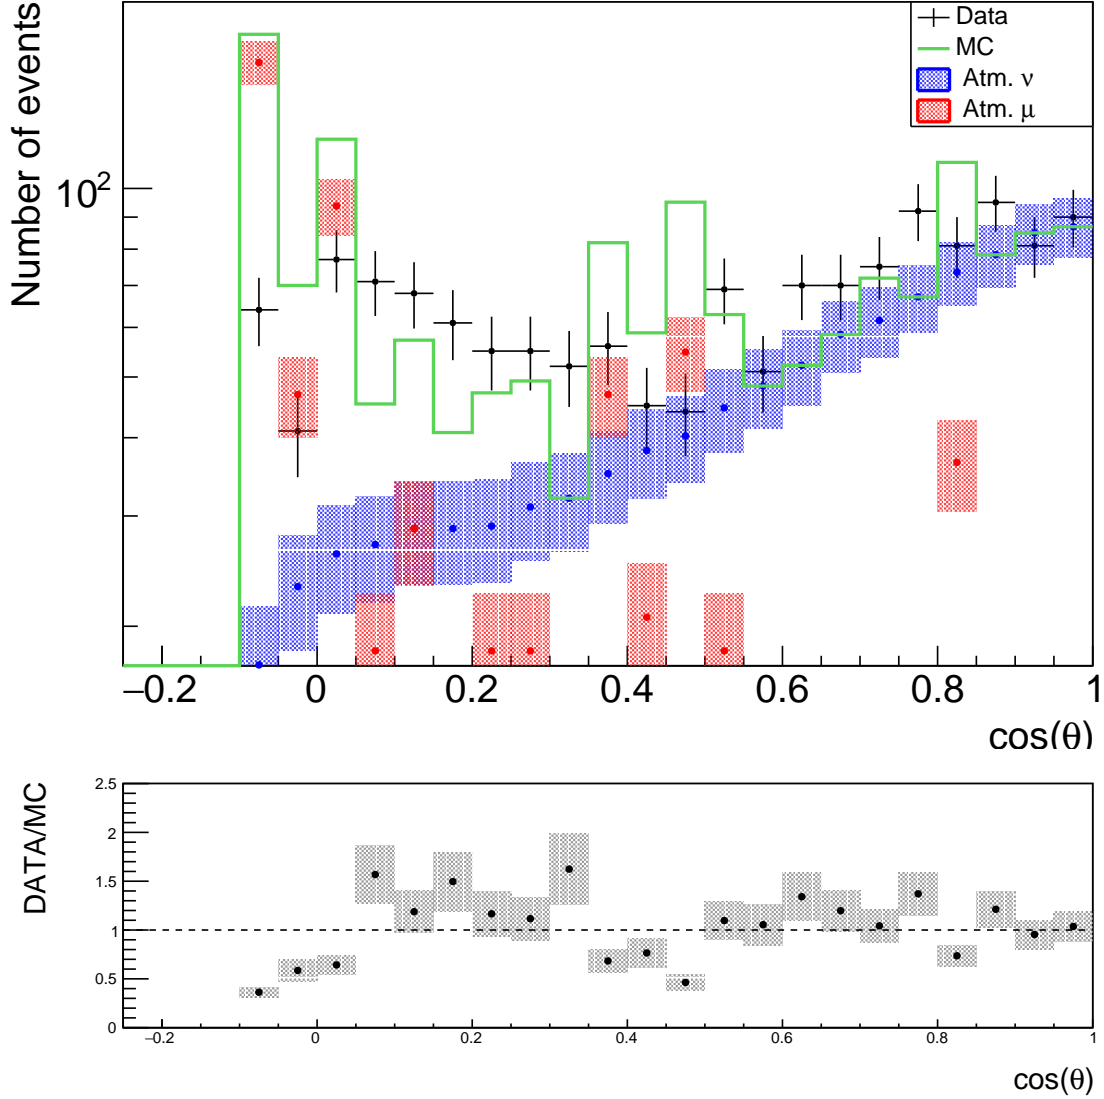 Number of events
Data
MC
Atm. ν
Atm. μ
10²
−0.2 0 0.2 0.4 0.6 0.8 1
cos(θ)
DATA/MC
2.5
2
1.5
1
0.5
0
−0.2 0 0.2 0.4 0.6 0.8 1
cos(θ)